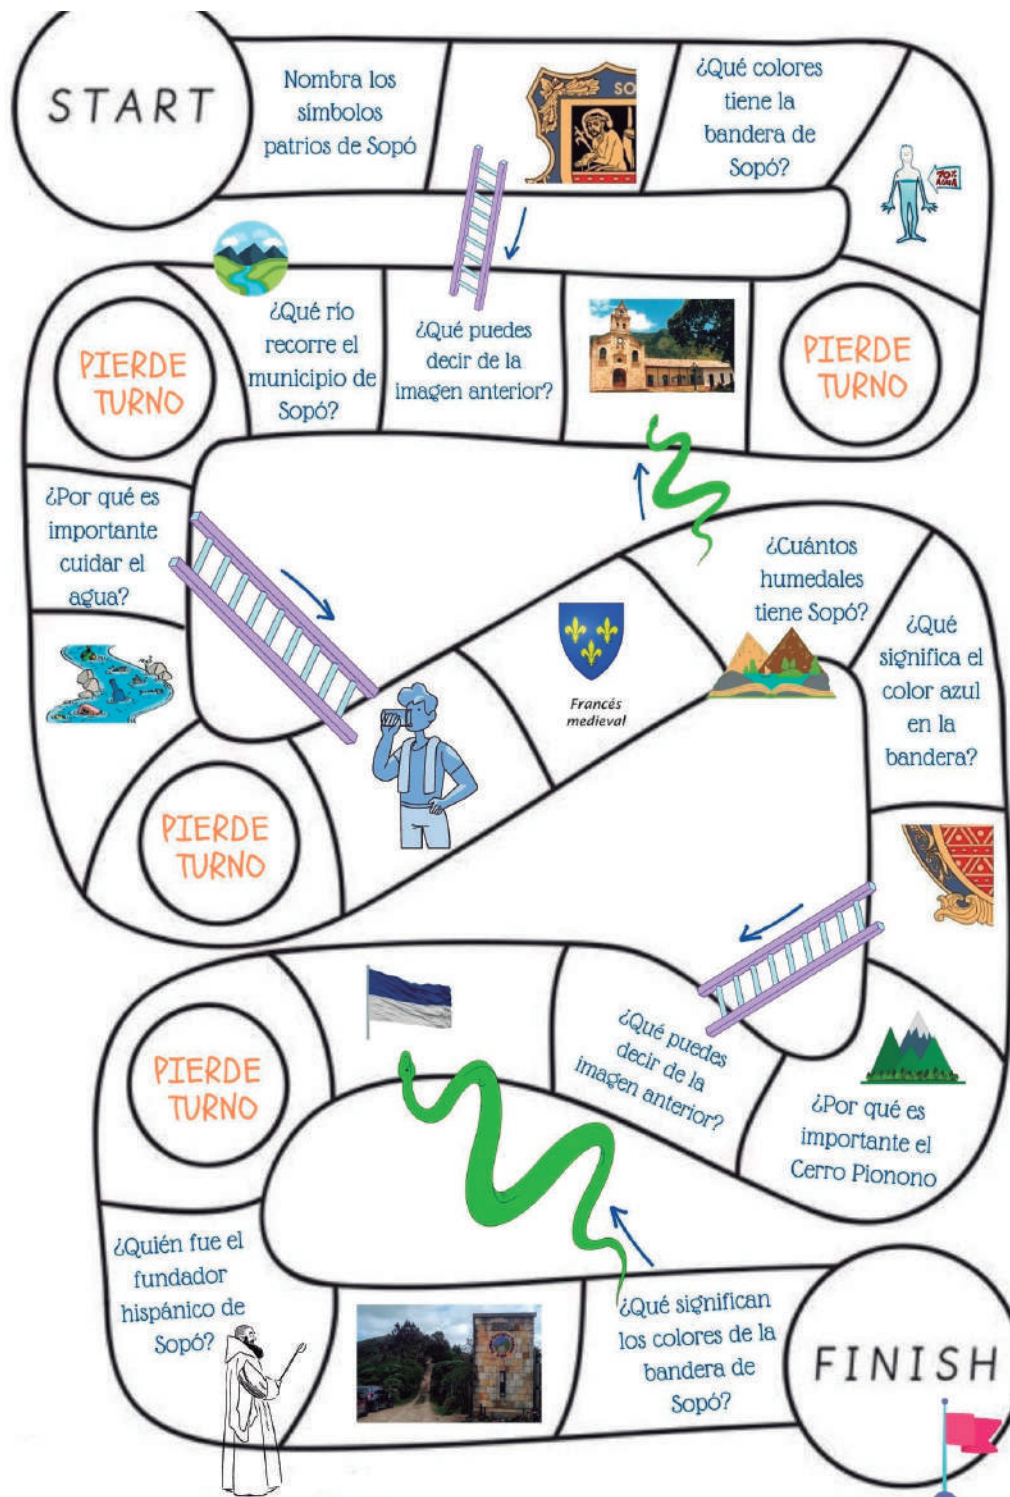 START
Nombra los
símbolos
patrios de Sopó
SO
¿Qué colores
tiene la
bandera de
Sopó?
70%
AGUA
PIERDE
TURNO
¿Qué puedes
decir de la
imagen anterior?
¿Qué río
recorre el
municipio de
Sopó?
PIERDE
TURNO
¿Por qué es
importante
cuidar el
agua?
PIERDE
TURNO
Francés
medieval
¿Cuántos
humedales
tiene Sopó?
¿Qué
significa el
color azul
en la
bandera?
¿Por qué es
importante el
Cerro Pionono
¿Qué puedes
decir de la
imagen anterior?
PIERDE
TURNO
¿Quién fue el
fundador
hispánico de
Sopó?
¿Qué significan
los colores de la
bandera de
Sopó?
FINISH